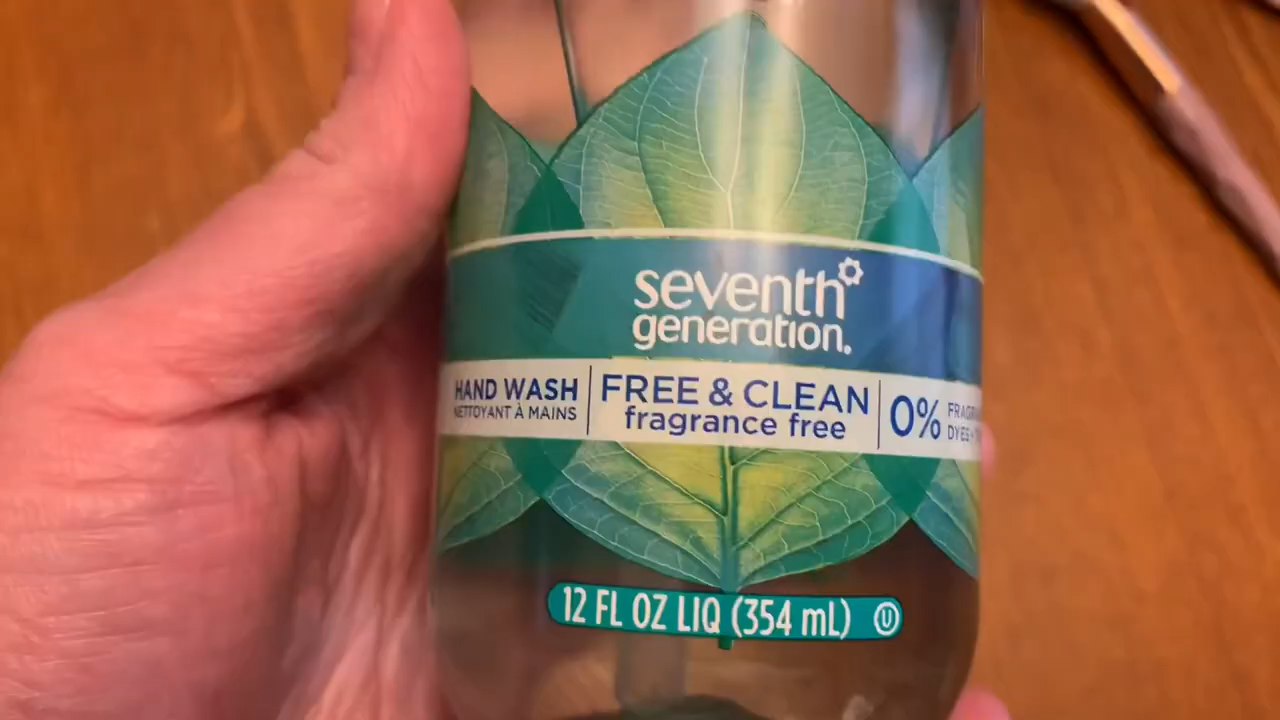 seventh
generation.
HAND WASH
NETTOYANT À MAINS
FREE & CLEAN
fragrance free
0%
12 FL OZ LIQ (354 mL) U